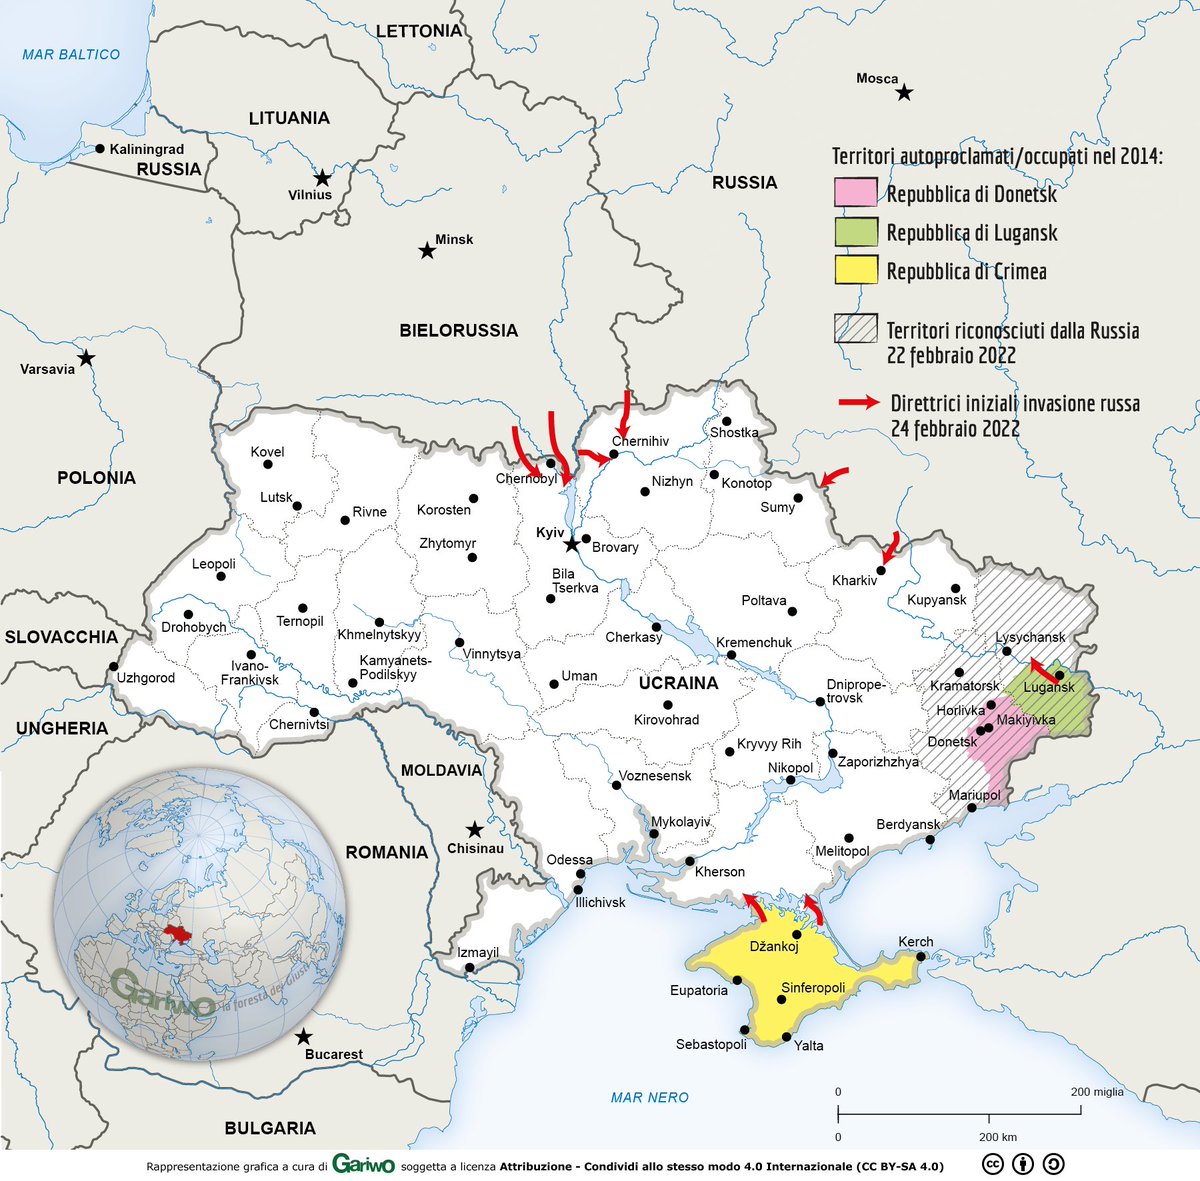 LETTONIA
MAR BALTICO
Mosca
LITUANIA
Kaliningrad
RUSSIA
Vilnius
RUSSIA
Territori autoproclamati/occupati nel 2014:
Repubblica di Donetsk
Repubblica di Lugansk
Repubblica di Crimea
Territori riconosciuti dalla Russia
22 febbraio 2022
Direttrici iniziali invasione russa
24 febbraio 2022
Minsk
BIELORUSSIA
Varsavia
POLONIA
Kovel
Lutsk
Rivne
Korosten
Zhytomyr
Chernobyl
Chernihiv
Shostka
Nizhyn
Konotop
Sumy
Kyiv
Brovary
Leopoli
Drohobych
Ternopil
Khmelnytskyy
Bila
Tserkva
Kharkiv
Kupyansk
Poltava
Cherkasy
Kremenchuk
Lysychansk
SLOVACCHIA
Uzhgorod
Ivano-
Frankivsk
Kamyanets-
Podilskyy
Vinnytsya
Uman
UCRAINA
Kirovohrad
Dniprope-
trovsk
Kramatorsk
Lugansk
Horlivka
Makiyivka
Donetsk
UNGHERIA
Chernivtsi
Kryvyy Rih
Nikopol
Zaporizhzhya
MOLDAVIA
Voznesensk
Mariupol
Mykolayiv
Berdyansk
Melitopol
Chisinau
ROMANIA
Odessa
Illichivsk
Kherson
Izmayil
Džankoj
Kerch
Eupatoria
Sinferopoli
Sebastopoli
Yalta
Gariwo
la foresta dei Giusti
Bucarest
MAR NERO
BULGARIA
0
200 miglia
0
200 km
Rappresentazione grafica a cura di Gariwo soggetta a licenza Attribuzione - Condividi allo stesso modo 4.0 Internazionale (CC BY-SA 4.0)
cc